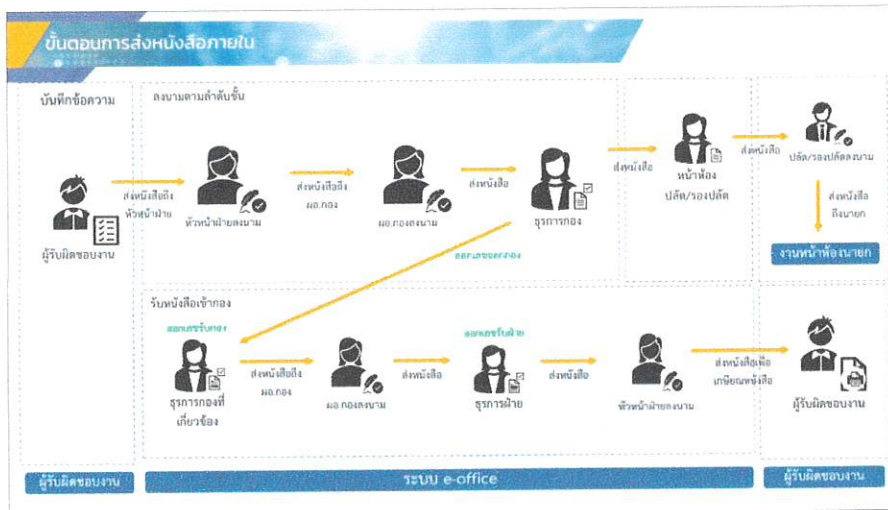 ขั้นตอนการส่งหนังสือภายใน
บันทึกข้อความ
ลงนามตามลำดับชั้น
ส่งหนังสือถึง
หัวหน้าฝ่าย
ผู้รับผิดชอบงาน
หัวหน้าฝ่ายลงนาม
ส่งหนังสือถึง
ผอ.กอง
ผอ.กองลงนาม
ส่งหนังสือ
ธุรการกอง
ส่งหนังสือ
หน้าห้อง
ปลัด/รองปลัด
ส่งหนังสือ
ปลัด/รองปลัดลงนาม
ส่งหนังสือ
ถึงนายก
งานหน้าห้องนายก
รับหนังสือเข้ากอง
ออกเลขรับกอง
ธุรการกองที่
เกี่ยวข้อง
ส่งหนังสือถึง
ผอ.กอง
ผอ.กองลงนาม
ส่งหนังสือ
ออกเลขรับฝ่าย
ธุรการฝ่าย
ส่งหนังสือ
หัวหน้าฝ่ายลงนาม
ส่งหนังสือเพื่อ
เกษียณหนังสือ
ผู้รับผิดชอบงาน
ผู้รับผิดชอบงาน
ระบบ e-office
ผู้รับผิดชอบงาน